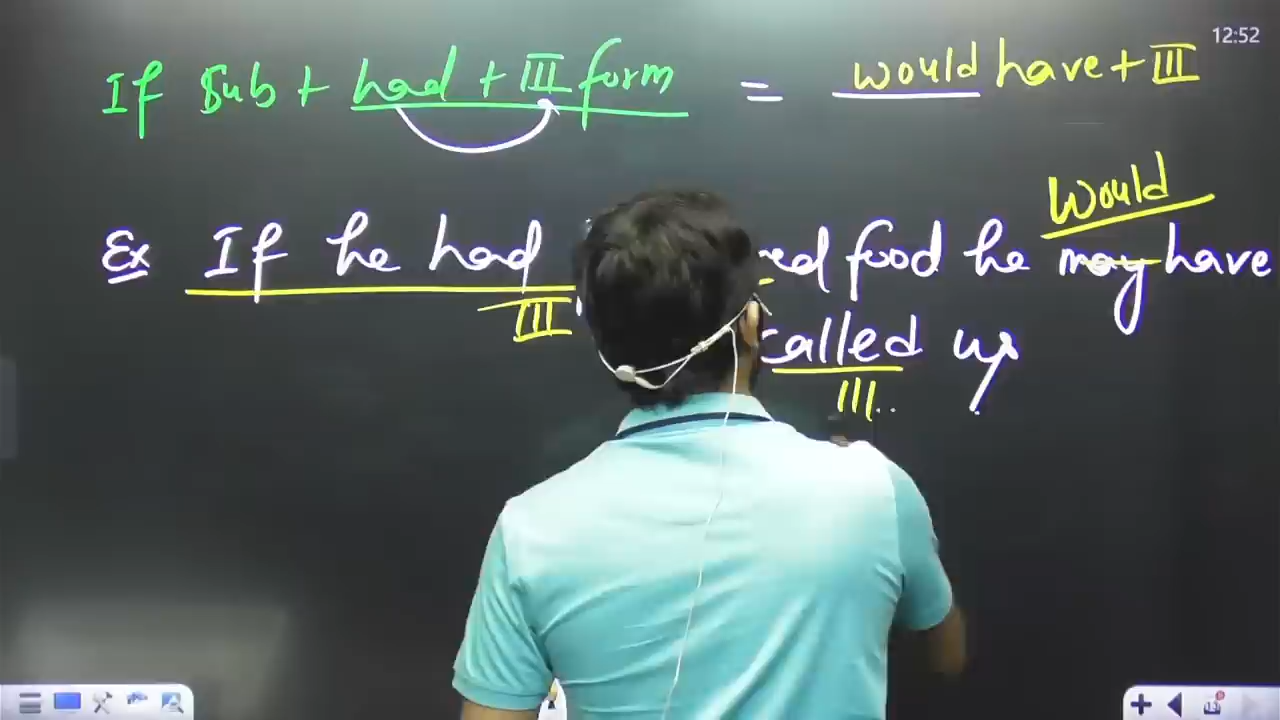 12:52
If Sub + had + III form = would have + III
Would
Ex If he had food he may have
III called up
III